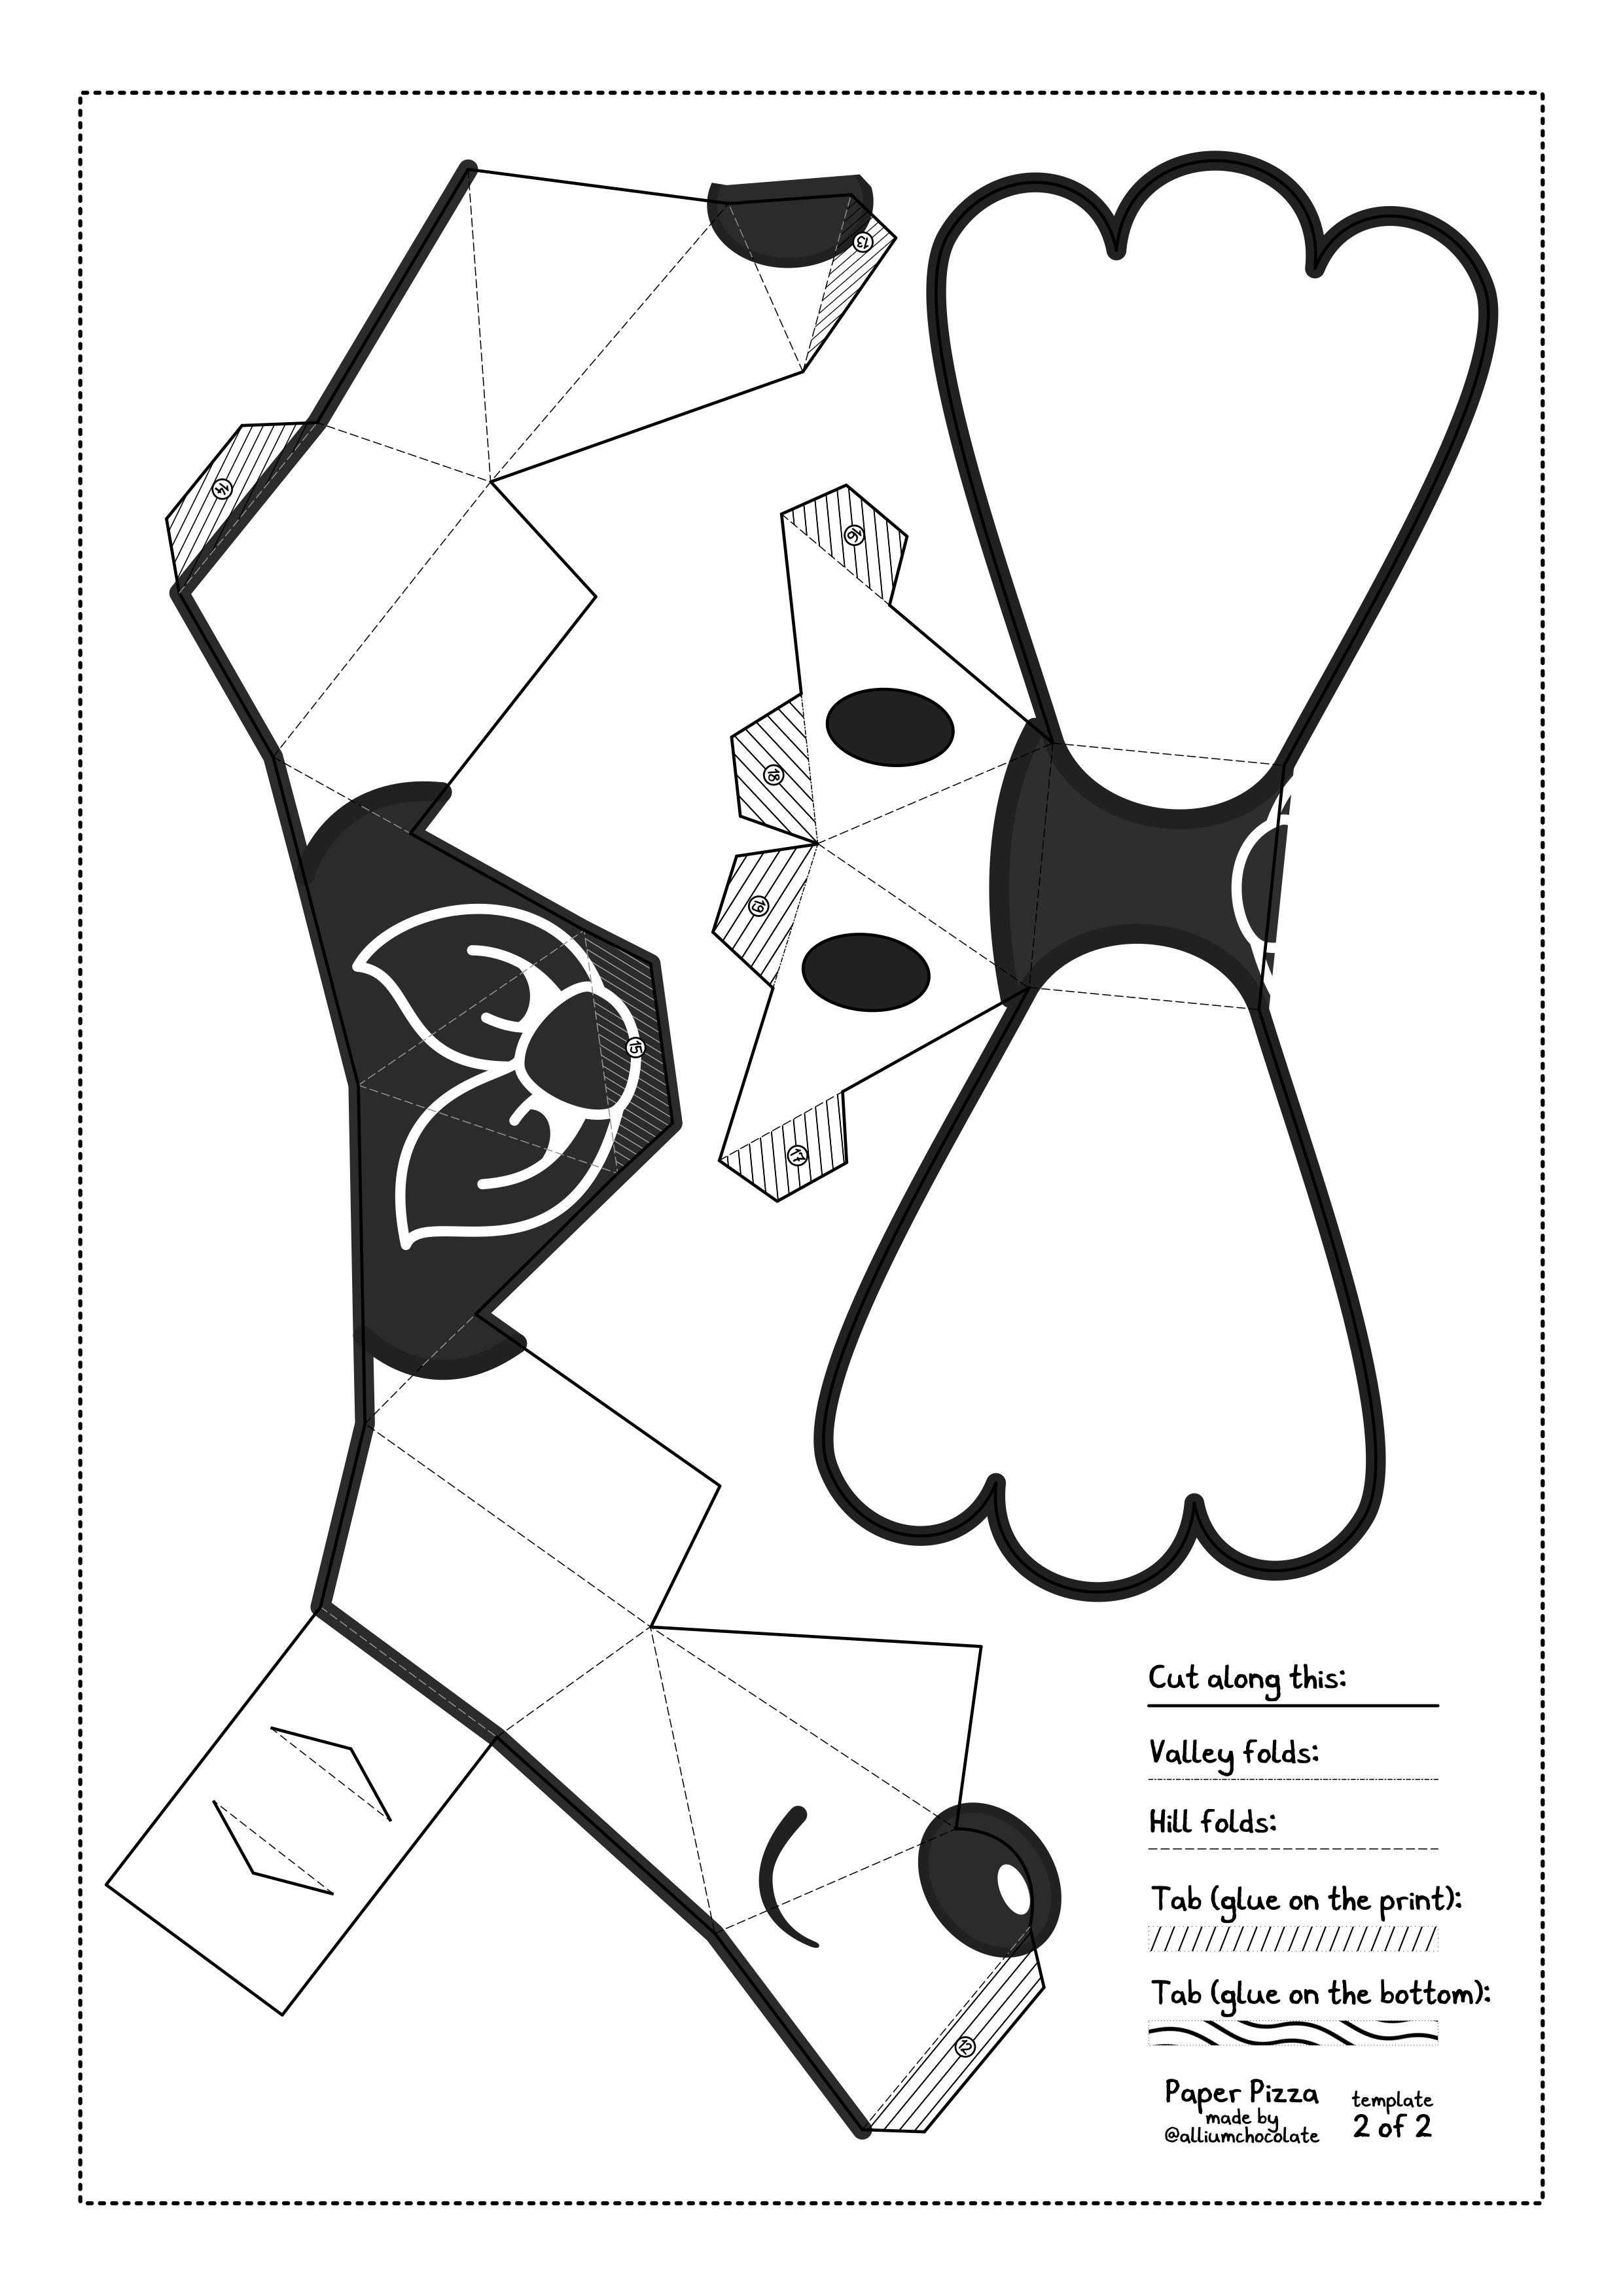 13
14
16
18
19
15
17
Cut along this:
Valley folds:
Hill folds:
Tab (glue on the print):
Tab (glue on the bottom):
12
Paper Pizza
made by
@alliumchocolate
template
2 of 2